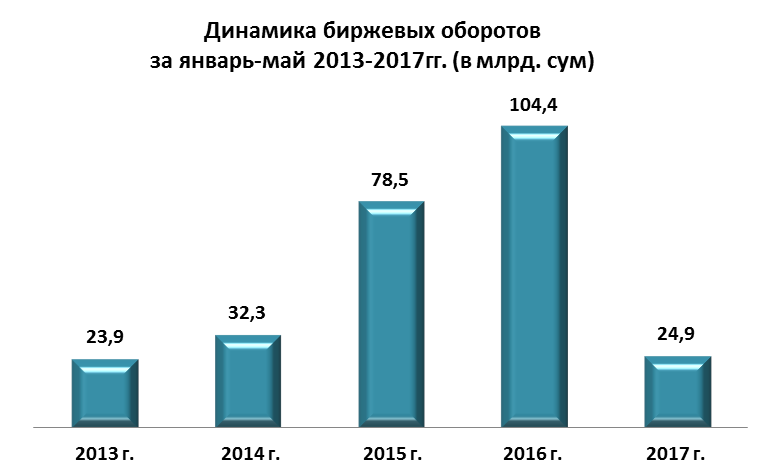 Динамика биржевых оборотов
за январь-май 2013-2017гг. (в млрд. сум)
104,4
78,5
32,3
23,9
24,9
2013 г.
2014 г.
2015 г.
2016 г.
2017 г.